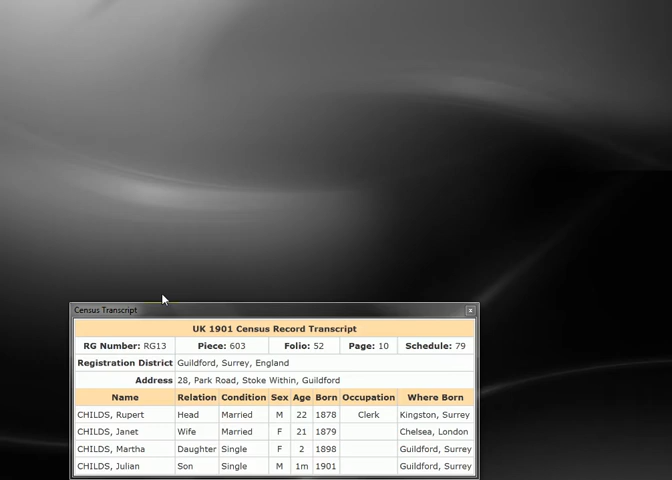 Census Transcript x
UK 1901 Census Record Transcript
RG Number: RG13 Piece: 603 Folio: 52 Page: 10 Schedule: 79
Registration District Guildford, Surrey, England
Address 28, Park Road, Stoke Within, Guildford
Name Relation Condition Sex Age Born Occupation Where Born
CHILDS, Rupert Head Married M 22 1878 Clerk Kingston, Surrey
CHILDS, Janet Wife Married F 21 1879 Chelsea, London
CHILDS, Martha Daughter Single F 2 1898 Guildford, Surrey
CHILDS, Julian Son Single M 1m 1901 Guildford, Surrey